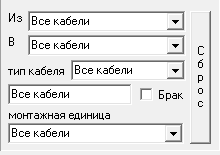 Из Все кабели
В Все кабели
тип кабеля Все кабели
Все кабели Брак
монтажная единица
Все кабели
Сброс